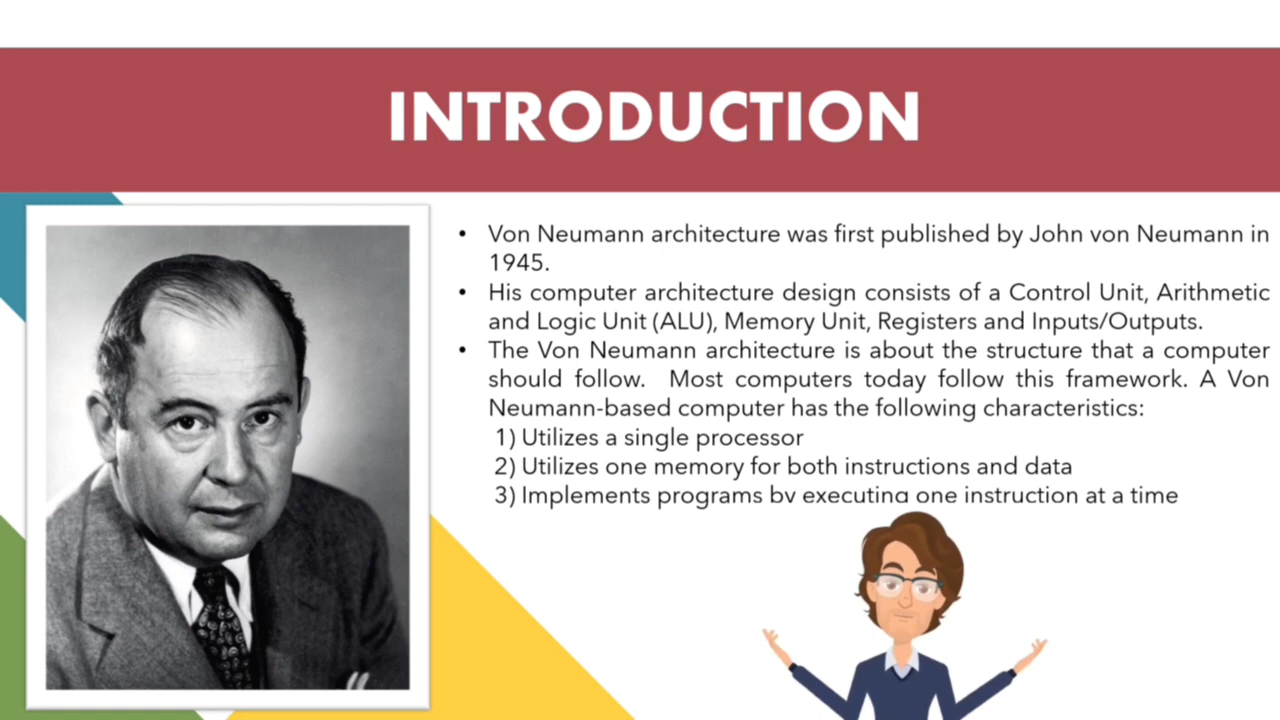 INTRODUCTION
• Von Neumann architecture was first published by John von Neumann in
1945.
• His computer architecture design consists of a Control Unit, Arithmetic
and Logic Unit (ALU), Memory Unit, Registers and Inputs/Outputs.
• The Von Neumann architecture is about the structure that a computer
should follow. Most computers today follow this framework. A Von
Neumann-based computer has the following characteristics:
1) Utilizes a single processor
2) Utilizes one memory for both instructions and data
3) Implements programs by executing one instruction at a time